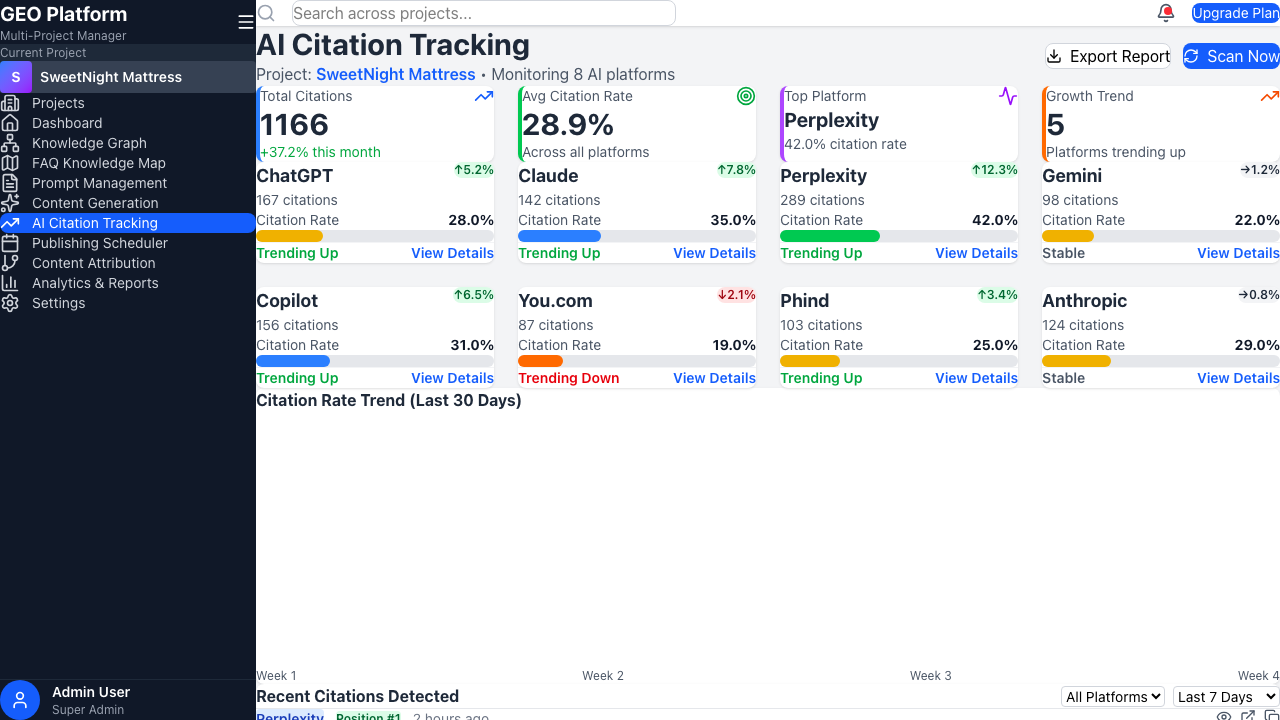 GEO Platform
Multi-Project Manager
Current Project
S SweetNight Mattress
Projects
Dashboard
Knowledge Graph
FAQ Knowledge Map
Prompt Management
Content Generation
AI Citation Tracking
Publishing Scheduler
Content Attribution
Analytics & Reports
Settings
Admin User
Super Admin
Search across projects...
Upgrade Plan
AI Citation Tracking
Project: SweetNight Mattress • Monitoring 8 AI platforms
Export Report
Scan Now
Total Citations
1166
+37.2% this month
Avg Citation Rate
28.9%
Across all platforms
Top Platform
Perplexity
42.0% citation rate
Growth Trend
5
Platforms trending up
ChatGPT ↑5.2%
167 citations
Citation Rate 28.0%
Trending Up View Details
Claude ↑7.8%
142 citations
Citation Rate 35.0%
Trending Up View Details
Perplexity ↑12.3%
289 citations
Citation Rate 42.0%
Trending Up View Details
Gemini →1.2%
98 citations
Citation Rate 22.0%
Stable View Details
Copilot ↑6.5%
156 citations
Citation Rate 31.0%
Trending Up View Details
You.com ↓2.1%
87 citations
Citation Rate 19.0%
Trending Down View Details
Phind ↑3.4%
103 citations
Citation Rate 25.0%
Trending Up View Details
Anthropic →0.8%
124 citations
Citation Rate 29.0%
Stable View Details
Citation Rate Trend (Last 30 Days)
Week 1 Week 2 Week 3 Week 4
Recent Citations Detected
All Platforms Last 7 Days
Perplexity Position #1 2 hours ago